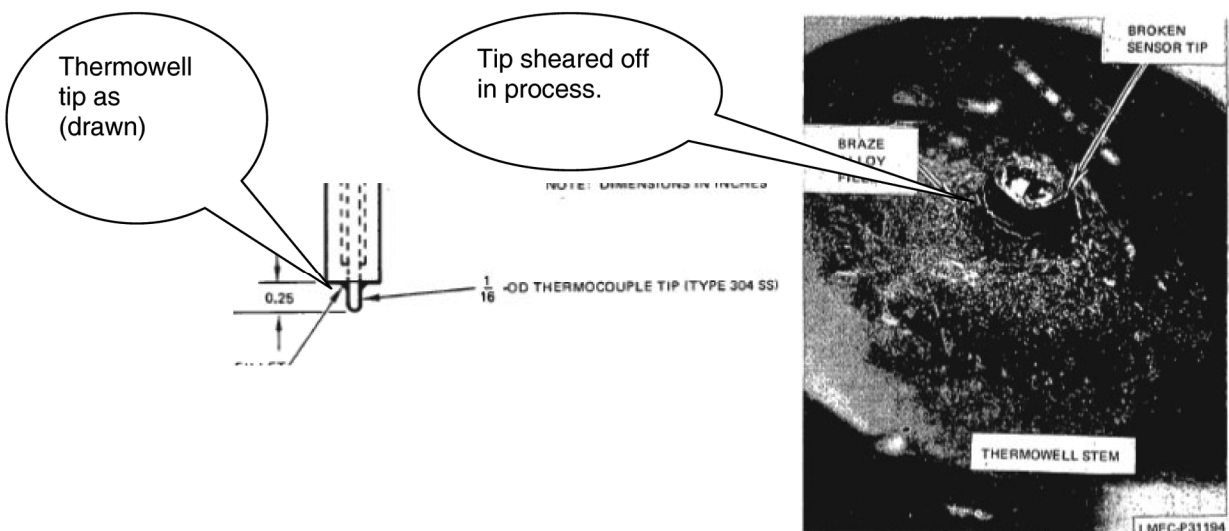 Thermowell
tip as
(drawn)
Tip sheared off
in process.
NOTE: DIMENSIONS IN INCHES
0.25
1/16 -OD THERMOCOUPLE TIP (TYPE 304 SS)
BROKEN
SENSOR TIP
BRAZE
THERMOWELL STEM
LMEC-P31194